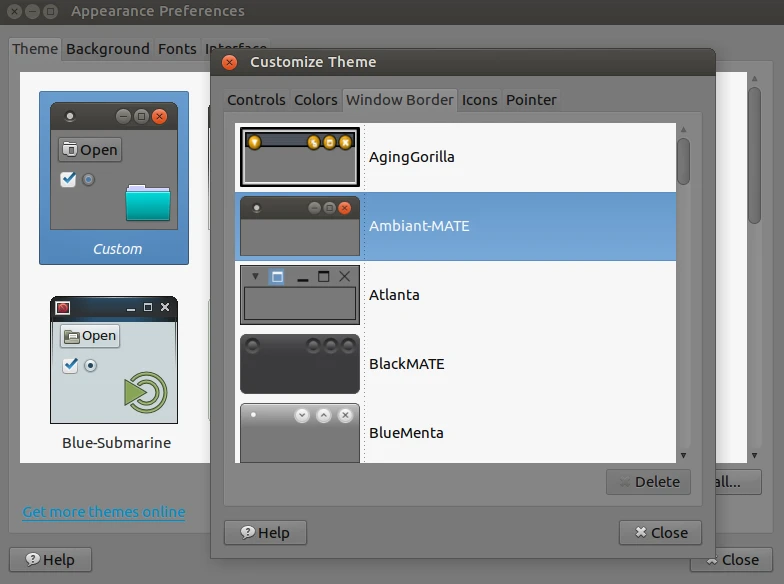 Appearance Preferences
Theme Background Fonts Interface
Customize Theme
Controls Colors Window Border Icons Pointer
Open
Custom
Open
Blue-Submarine
AgingGorilla
Ambiant-MATE
Atlanta
BlackMATE
BlueMenta
Delete
all...
Get more themes online
Help
Close
Help
Close